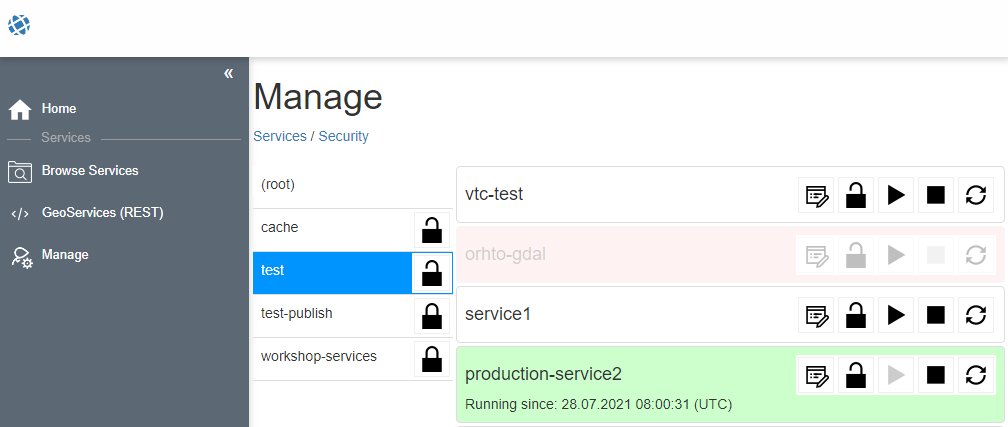 «
Home
Services
Browse Services
GeoServices (REST)
Manage
Manage
Services / Security
(root)
cache
test
test-publish
workshop-services
vtc-test
orhto-gdal
service1
production-service2
Running since: 28.07.2021 08:00:31 (UTC)